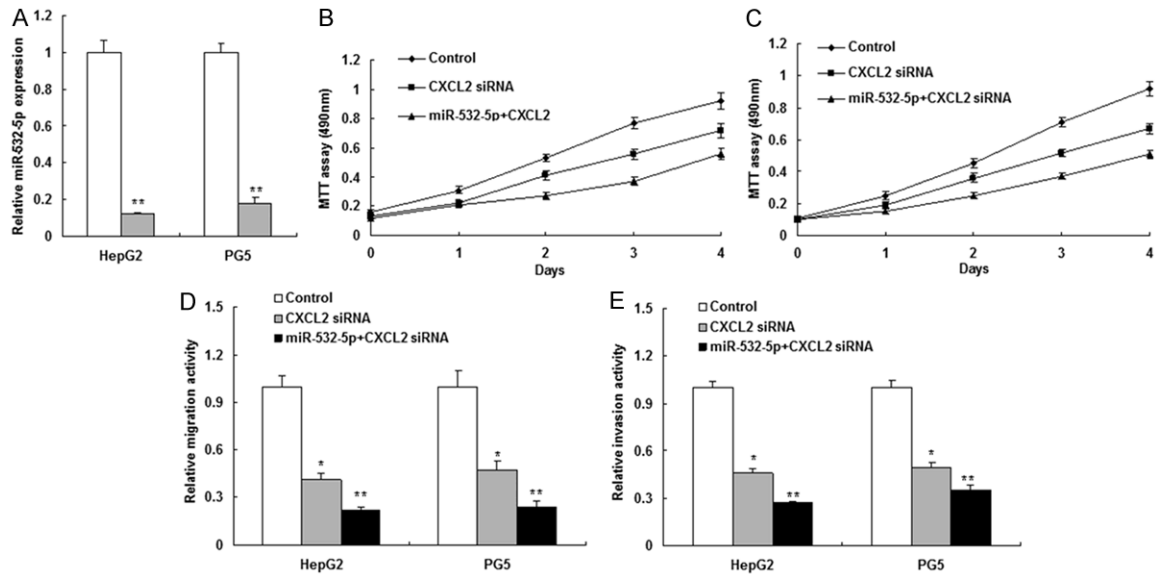 A
Relative miR532-5p expression
1.2
1
0.8
0.6
0.4
0.2
0
**
**
HepG2
PG5
B
Control
CXCL2 siRNA
miR-532-5p+CXCL2
MTT assay (490nm)
1.2
1
0.8
0.6
0.4
0.2
0
0 1 2 3 4
Days
C
Control
CXCL2 siRNA
miR-532-5p+CXCL2 siRNA
MTT assay (490nm)
1.2
1
0.8
0.6
0.4
0.2
0
0 1 2 3 4
Days
D
Control
CXCL2 siRNA
miR-532-5p+CXCL2 siRNA
Relative migration activity
1.5
1.2
0.9
0.6
0.3
0
*
**
*
**
HepG2
PG5
E
Control
CXCL2 siRNA
miR-532-5p+CXCL2 siRNA
Relative invasion activity
1.5
1.2
0.9
0.6
0.3
0
*
**
*
**
HepG2
PG5